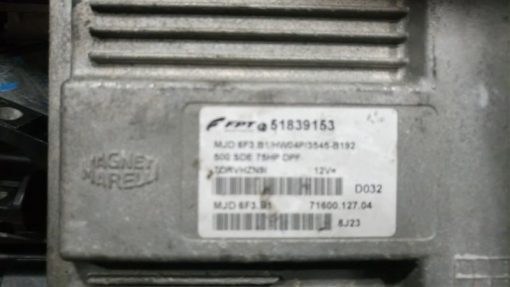 FPT 51839153
MJD 6F3.B1/HW04P/3545-B192
500 SDE 75HP DPF
12V=
D032
MJD 6F3.B1 71600.127.04
8J23
MAGNETI
MARELLI